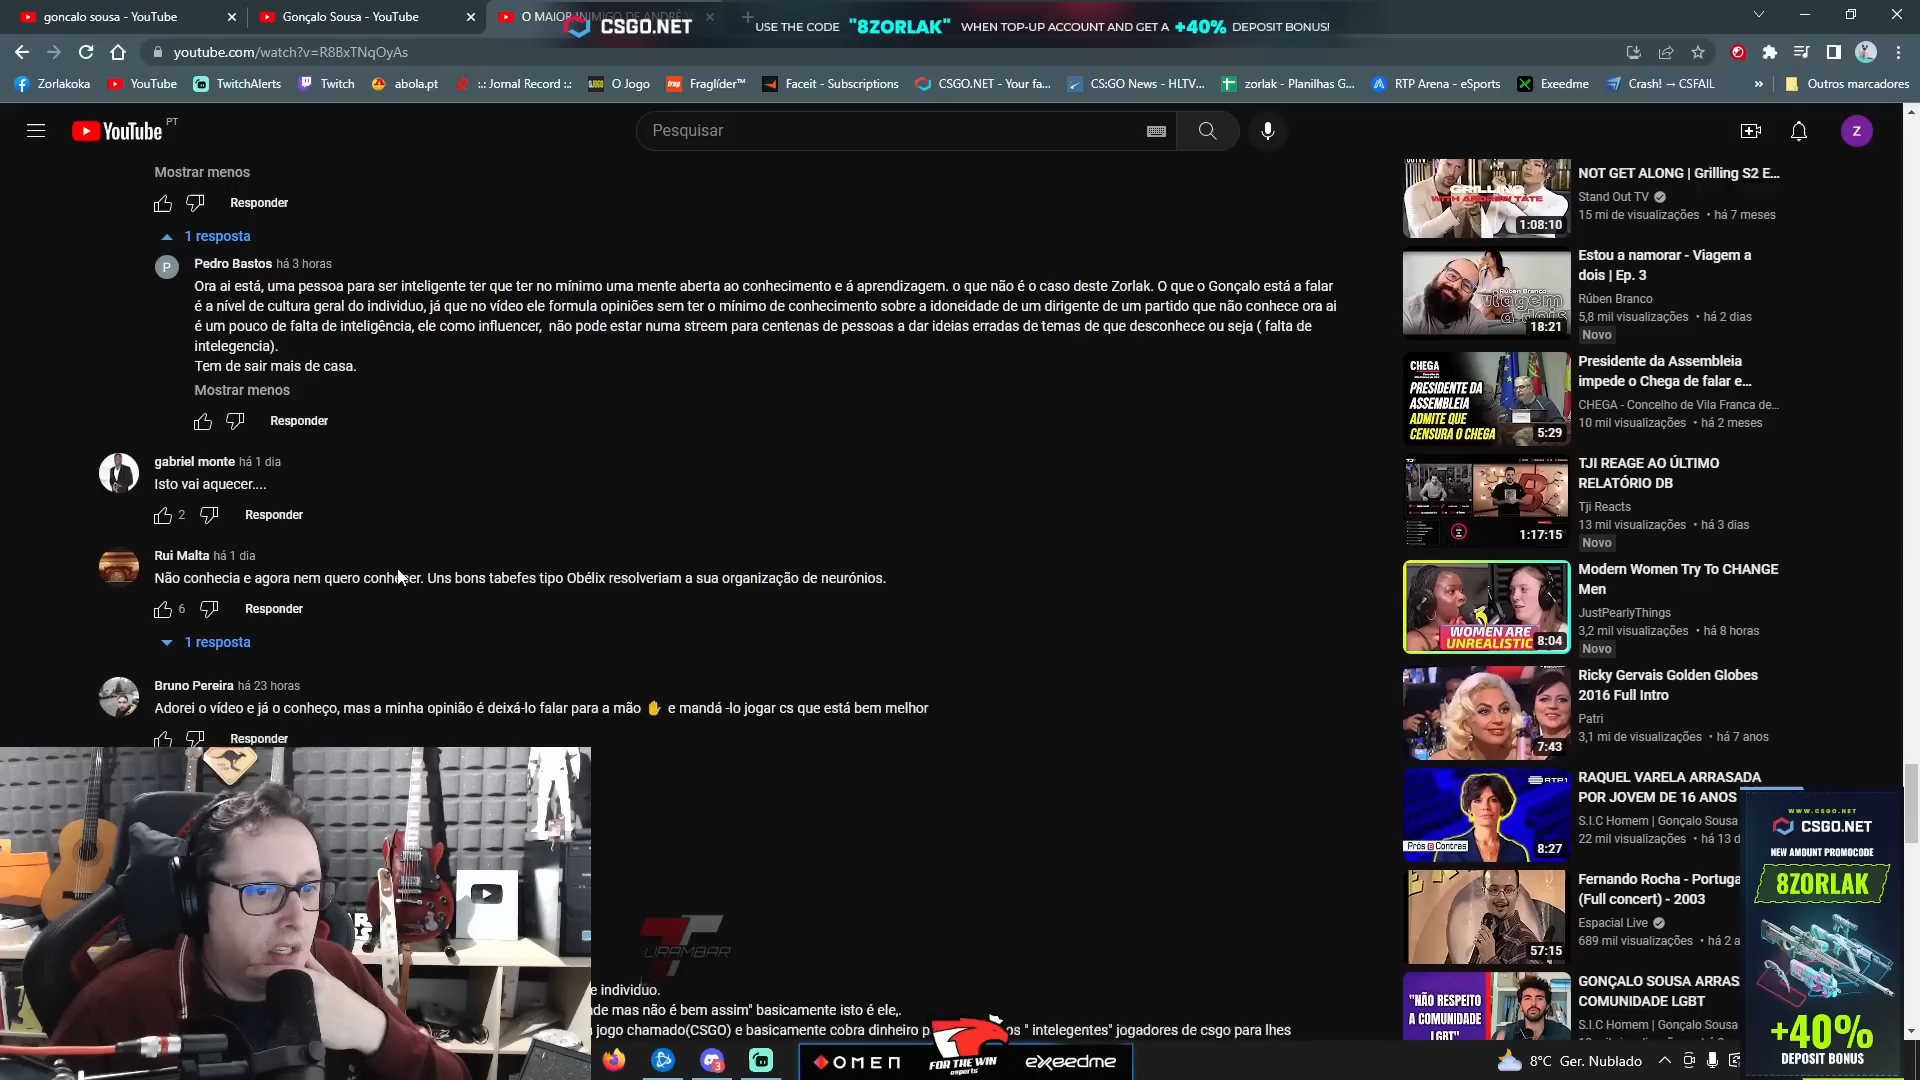 goncalo sousa - YouTube
Gonçalo Sousa - YouTube
O MAIOR INIMIGO DE ANDRÉ
CSGO.NET
USE THE CODE "8ZORLAK" WHEN TOP-UP ACCOUNT AND GET A +40% DEPOSIT BONUS!
youtube.com/watch?v=R8BxTNqOyAs
Zorlakoka
YouTube
TwitchAlerts
Twitch
abola.pt
::: Jornal Record :::
O Jogo
Fraglíder™
Faceit - Subscriptions
CSGO.NET - Your fa...
CS:GO News - HLTV...
zorlak - Planilhas G...
RTP Arena - eSports
Exeedme
Crash! → CSFAIL
»
Outros marcadores
YouTube PT
Pesquisar
Z
Mostrar menos
Responder
1 resposta
P
Pedro Bastos há 3 horas
Ora ai está, uma pessoa para ser inteligente ter que ter no mínimo uma mente aberta ao conhecimento e á aprendizagem. o que não é o caso deste Zorlak. O que o Gonçalo está a falar
é a nível de cultura geral do individuo, já que no vídeo ele formula opiniões sem ter o mínimo de conhecimento sobre a idoneidade de um dirigente de um partido que não conhece ora ai
é um pouco de falta de inteligência, ele como influencer, não pode estar numa streem para centenas de pessoas a dar ideias erradas de temas de que desconhece ou seja ( falta de
intelegencia).
Tem de sair mais de casa.
Mostrar menos
Responder
gabriel monte há 1 dia
Isto vai aquecer....
2
Responder
Rui Malta há 1 dia
Não conhecia e agora nem quero conhecer. Uns bons tabefes tipo Obélix resolveriam a sua organização de neurónios.
6
Responder
1 resposta
Bruno Pereira há 23 horas
Adorei o vídeo e já o conheço, mas a minha opinião é deixá-lo falar para a mão ✋ e mandá -lo jogar cs que está bem melhor
Responder
URAMBAR
e individuo.
de mas não é bem assim" basicamente isto é ele,.
jogo chamado(CSGO) e basicamente cobra dinheiro p os " intelegentes" jogadores de csgo para lhes
GRILLING
WITH ANDREW TATE
1:08:10
NOT GET ALONG | Grilling S2 E...
Stand Out TV
15 mi de visualizações • há 7 meses
viagem
a dois
18:21
Estou a namorar - Viagem a
dois | Ep. 3
Rúben Branco
5,8 mil visualizações • há 2 dias
Novo
CHEGA
PRESIDENTE DA
ASSEMBLEIA
ADMITE QUE
CENSURA O CHEGA
5:29
Presidente da Assembleia
impede o Chega de falar e...
CHEGA - Concelho de Vila Franca de...
10 mil visualizações • há 2 meses
1:17:15
TJI REAGE AO ÚLTIMO
RELATÓRIO DB
Tji Reacts
13 mil visualizações • há 3 dias
Novo
WOMEN ARE
UNREALISTIC
8:04
Modern Women Try To CHANGE
Men
JustPearlyThings
3,2 mil visualizações • há 8 horas
Novo
7:43
Ricky Gervais Golden Globes
2016 Full Intro
Patri
3,1 mi de visualizações • há 7 anos
RTP1
Prós e Contras
8:27
RAQUEL VARELA ARRASADA
POR JOVEM DE 16 ANOS
S.I.C Homem | Gonçalo Sousa
22 mil visualizações • há 13 d
57:15
Fernando Rocha - Portuga
(Full concert) - 2003
Espacial Live
689 mil visualizações • há 2 a
"NÃO RESPEITO
A COMUNIDADE
LGBT"
GONÇALO SOUSA ARRAS
COMUNIDADE LGBT
S.I.C Homem | Gonçalo Sousa
WWW.CSGO.NET
CSGO.NET
NEW AMOUNT PROMOCODE
8ZORLAK
+40%
DEPOSIT BONUS
3
OMEN
FOR THE WIN
esports
exeedme
8°C Ger. Nublado